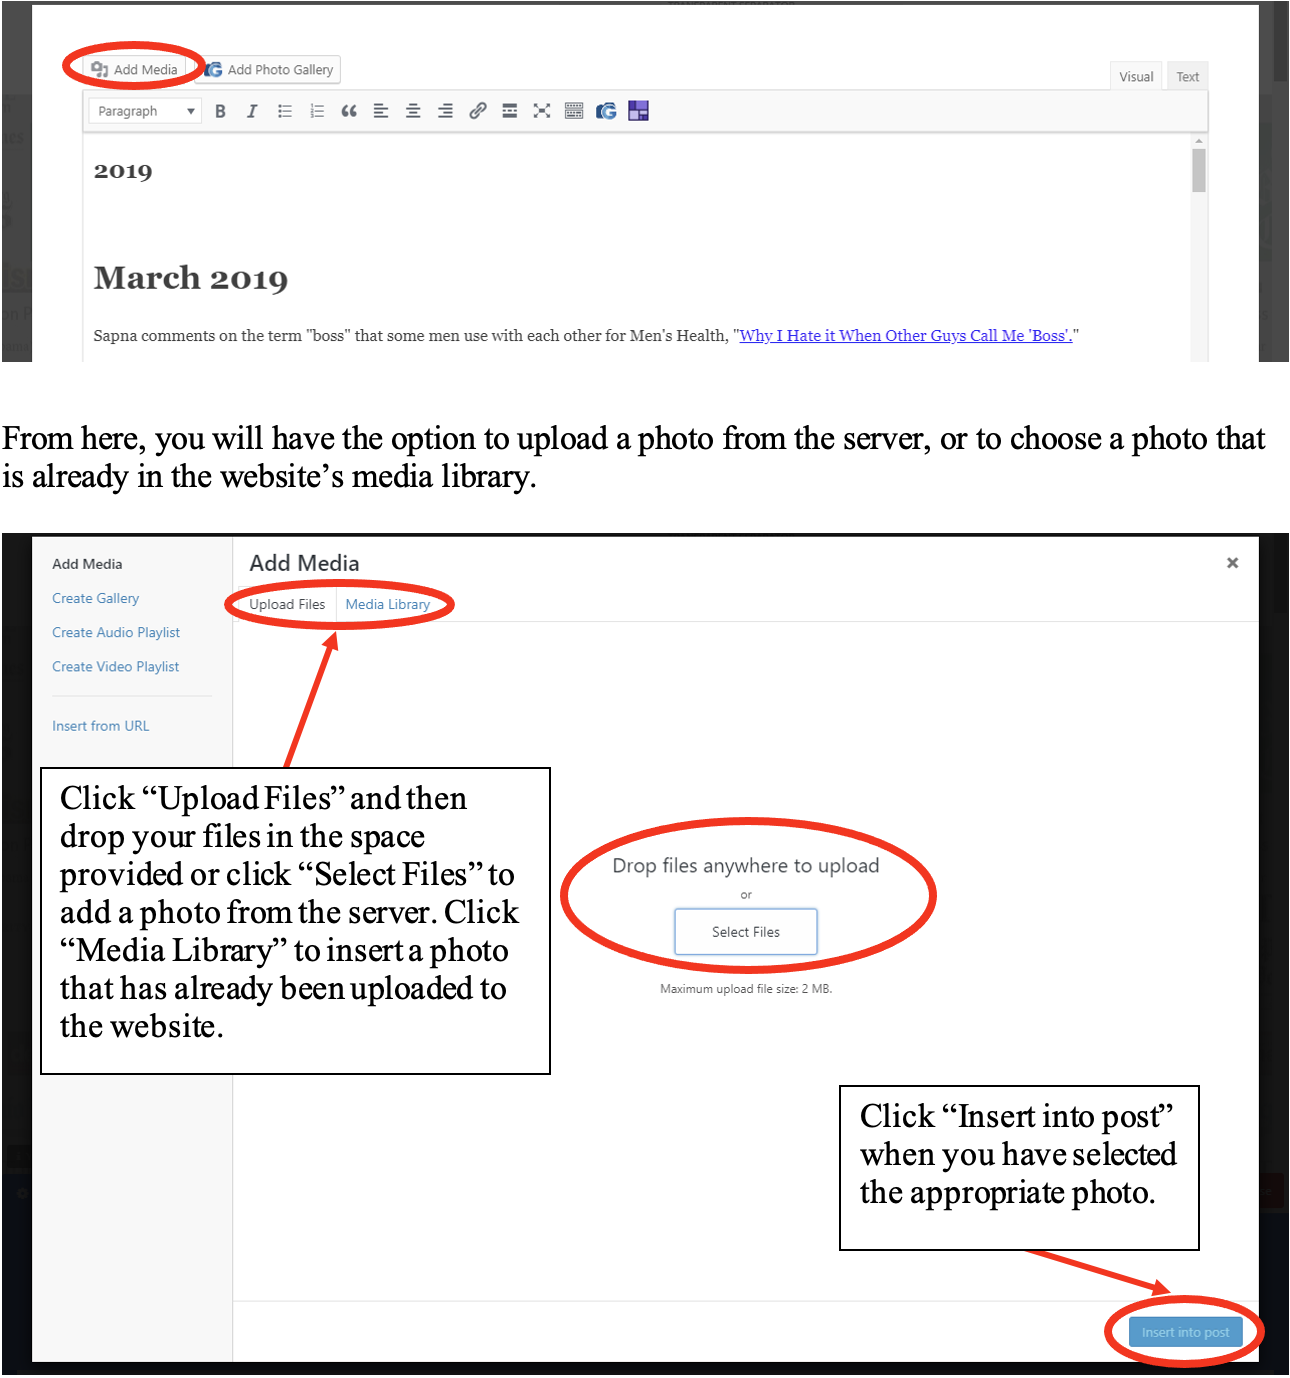 Add Media
Add Photo Gallery
Visual
Text
Paragraph
2019
March 2019
Sapna comments on the term "boss" that some men use with each other for Men's Health, "Why I Hate it When Other Guys Call Me 'Boss'."
From here, you will have the option to upload a photo from the server, or to choose a photo that
is already in the website’s media library.
Add Media
Create Gallery
Create Audio Playlist
Create Video Playlist
Insert from URL
Add Media
Upload Files
Media Library
Click “Upload Files” and then
drop your files in the space
provided or click “Select Files” to
add a photo from the server. Click
“Media Library” to insert a photo
that has already been uploaded to
the website.
Drop files anywhere to upload
or
Select Files
Maximum upload file size: 2 MB.
Click “Insert into post”
when you have selected
the appropriate photo.
Insert into post